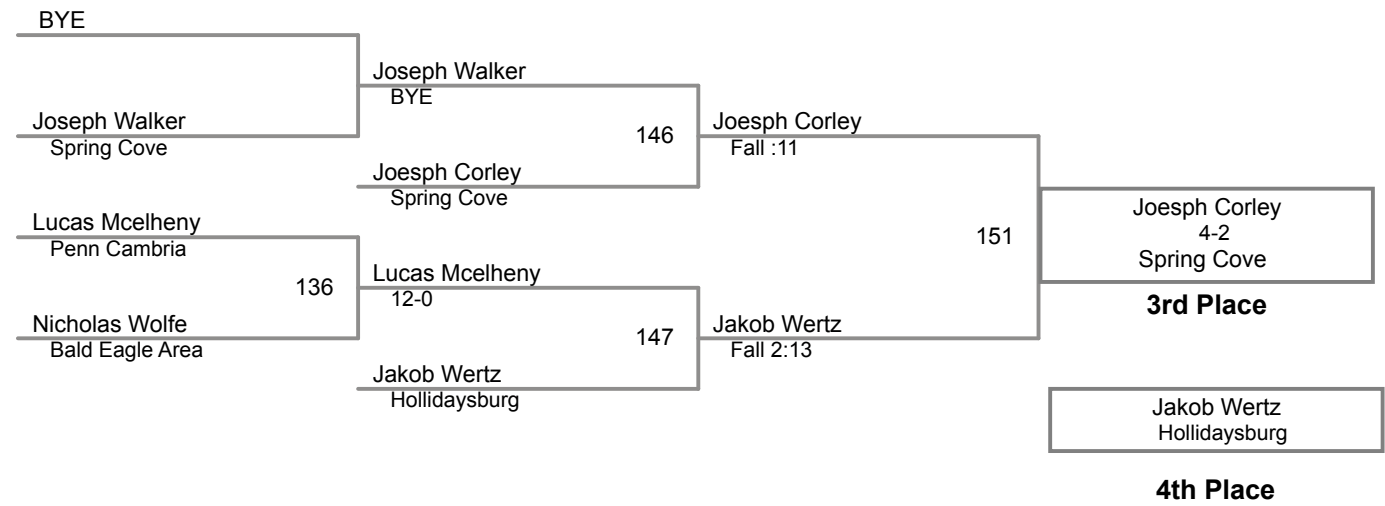 BYE
Joseph Walker
Spring Cove
Lucas Mcelheny
Penn Cambria
136
Nicholas Wolfe
Bald Eagle Area
Joseph Walker
BYE
146
Joesph Corley
Spring Cove
Lucas Mcelheny
12-0
147
Jakob Wertz
Hollidaysburg
Joesph Corley
Fall :11
151
Jakob Wertz
Fall 2:13
Joesph Corley
4-2
Spring Cove
3rd Place
Jakob Wertz
Hollidaysburg
4th Place